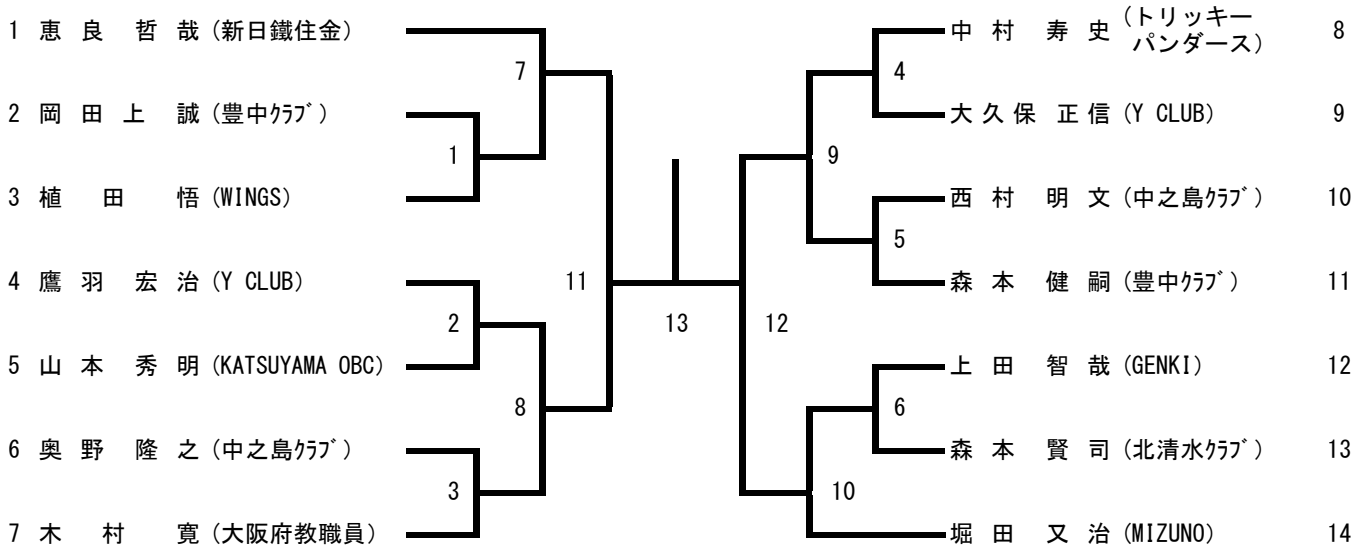 1 恵良 哲哉 (新日鐵住金)
7
2 岡田上 誠 (豊中ｸﾗﾌﾞ)
1
3 植田 悟 (WINGS)
4 鷹羽 宏治 (Y CLUB)
11
2
5 山本 秀明 (KATSUYAMA OBC)
8
6 奥野 隆之 (中之島ｸﾗﾌﾞ)
3
7 木村 寛 (大阪府教職員)
13
中村 寿史 (トリッキー
パンダース) 8
4
大久保 正信 (Y CLUB) 9
9
西村 明文 (中之島ｸﾗﾌﾞ) 10
5
森本 健嗣 (豊中ｸﾗﾌﾞ) 11
12
上田 智哉 (GENKI) 12
6
森本 賢司 (北清水ｸﾗﾌﾞ) 13
10
堀田 又治 (MIZUNO) 14